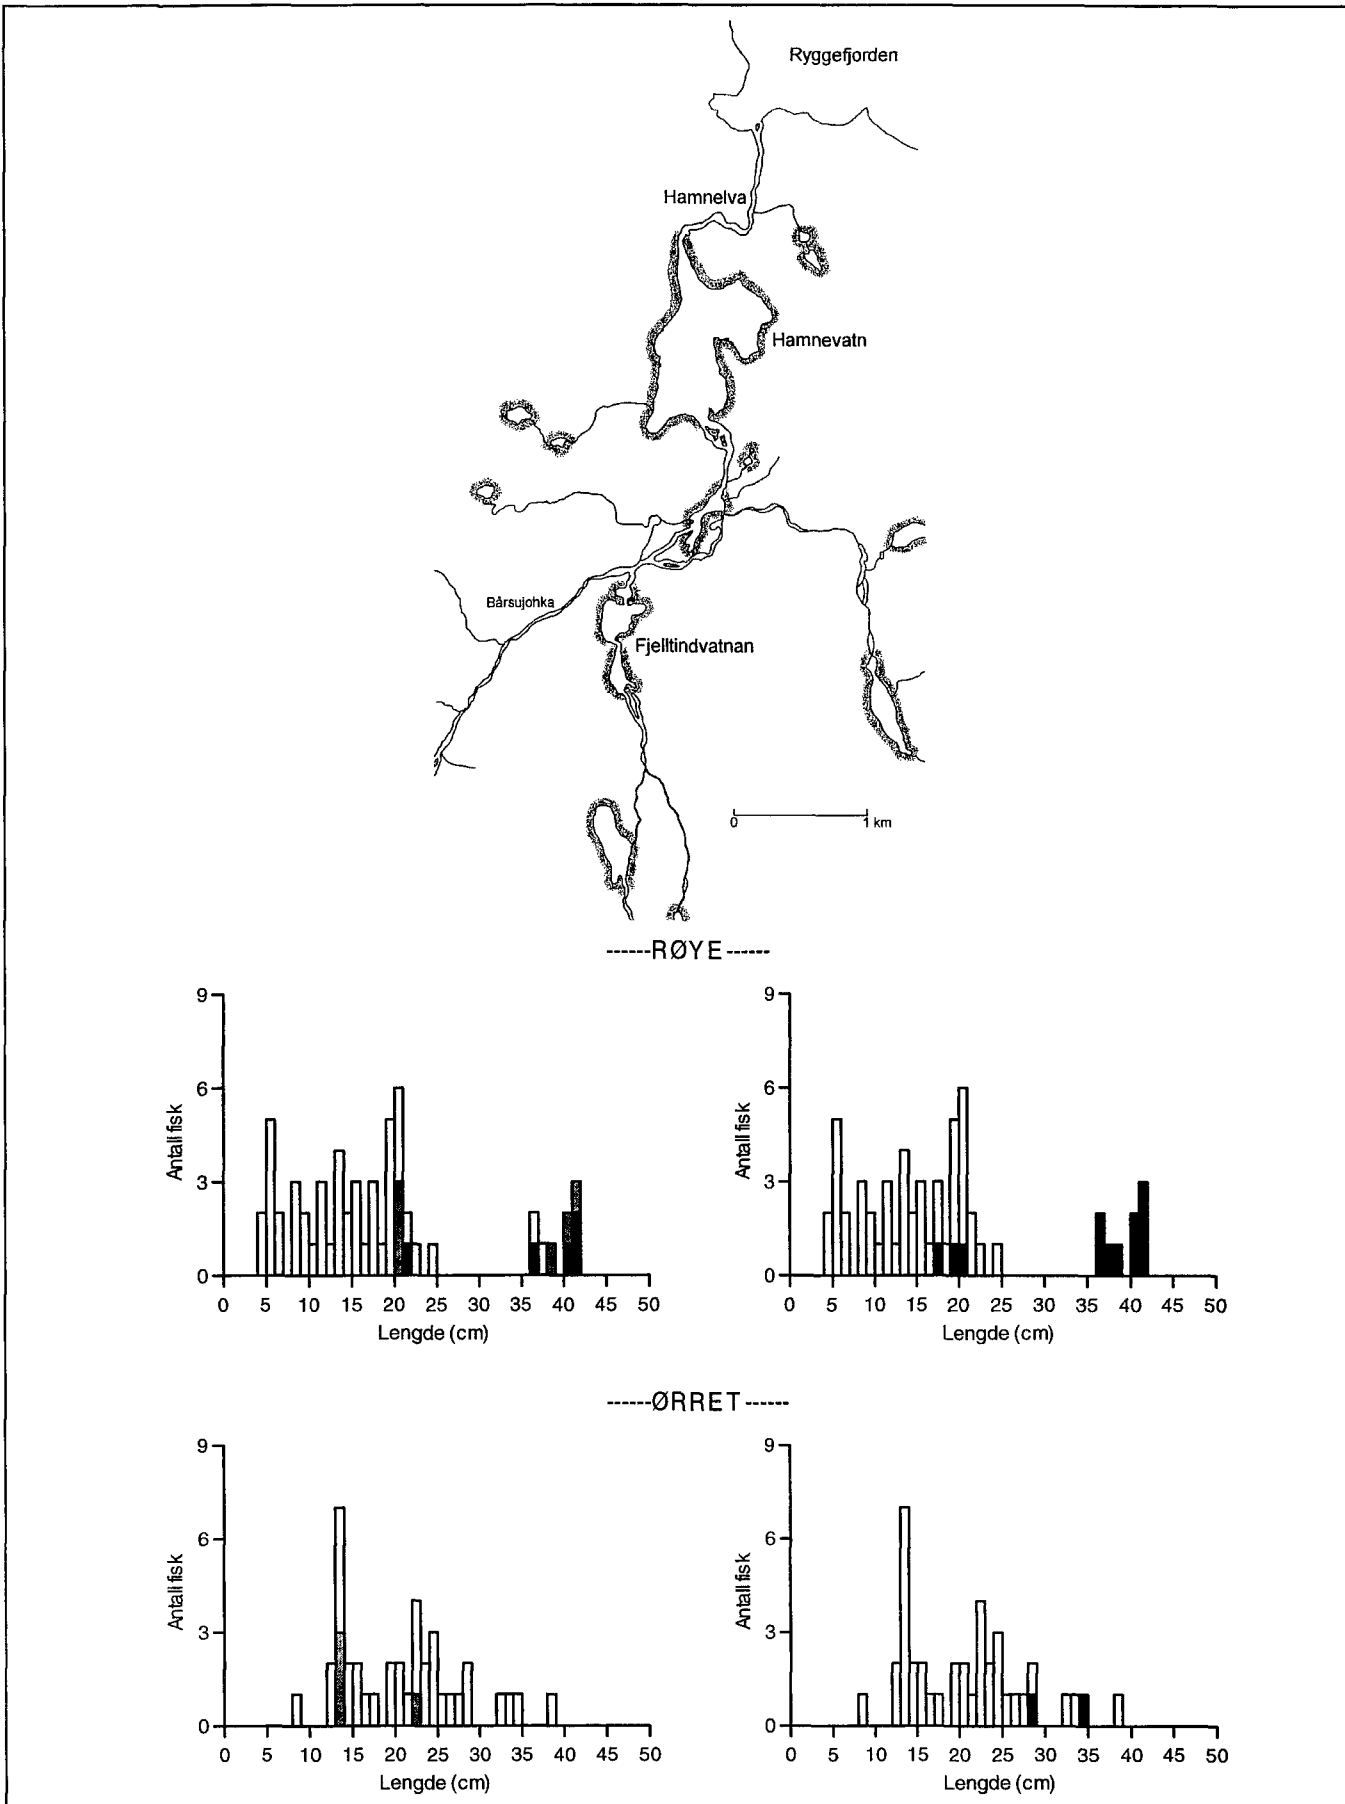 Ryggefjorden
Hamnelva
Hamnevatn
Bårsujohka
Fjelltindvatnan
0 1 km
------RØYE------
9 9
6 6
3 3
0 0
Antall fisk Antall fisk
0 5 10 15 20 25 30 35 40 45 50 0 5 10 15 20 25 30 35 40 45 50
Lengde (cm) Lengde (cm)
------ØRRET------
9 9
6 6
3 3
0 0
Antall fisk Antall fisk
0 5 10 15 20 25 30 35 40 45 50 0 5 10 15 20 25 30 35 40 45 50
Lengde (cm) Lengde (cm)